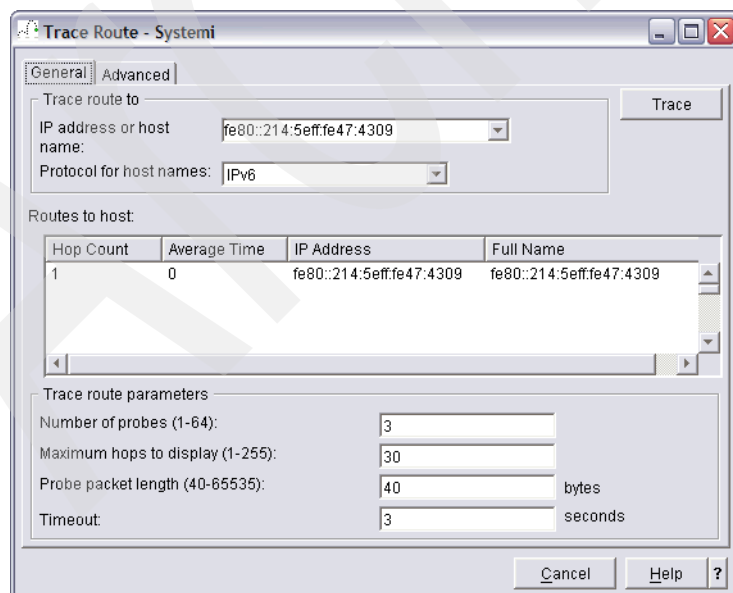 Trace Route - Systemi
General Advanced
Trace route to
Trace
IP address or host name:
fe80::214:5eff:fe47:4309
Protocol for host names: IPv6
Routes to host:
Hop Count Average Time IP Address Full Name
1 0 fe80::214:5eff:fe47:4309 fe80::214:5eff:fe47:4309
Trace route parameters
Number of probes (1-64): 3
Maximum hops to display (1-255): 30
Probe packet length (40-65535): 40 bytes
Timeout: 3 seconds
Cancel Help ?